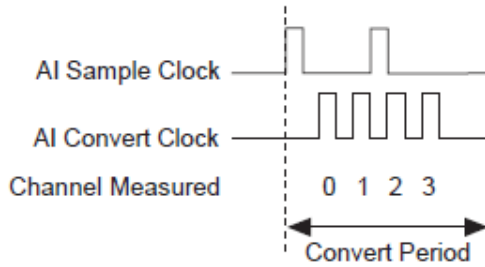 AI Sample Clock
AI Convert Clock
Channel Measured 0 1 2 3
Convert Period